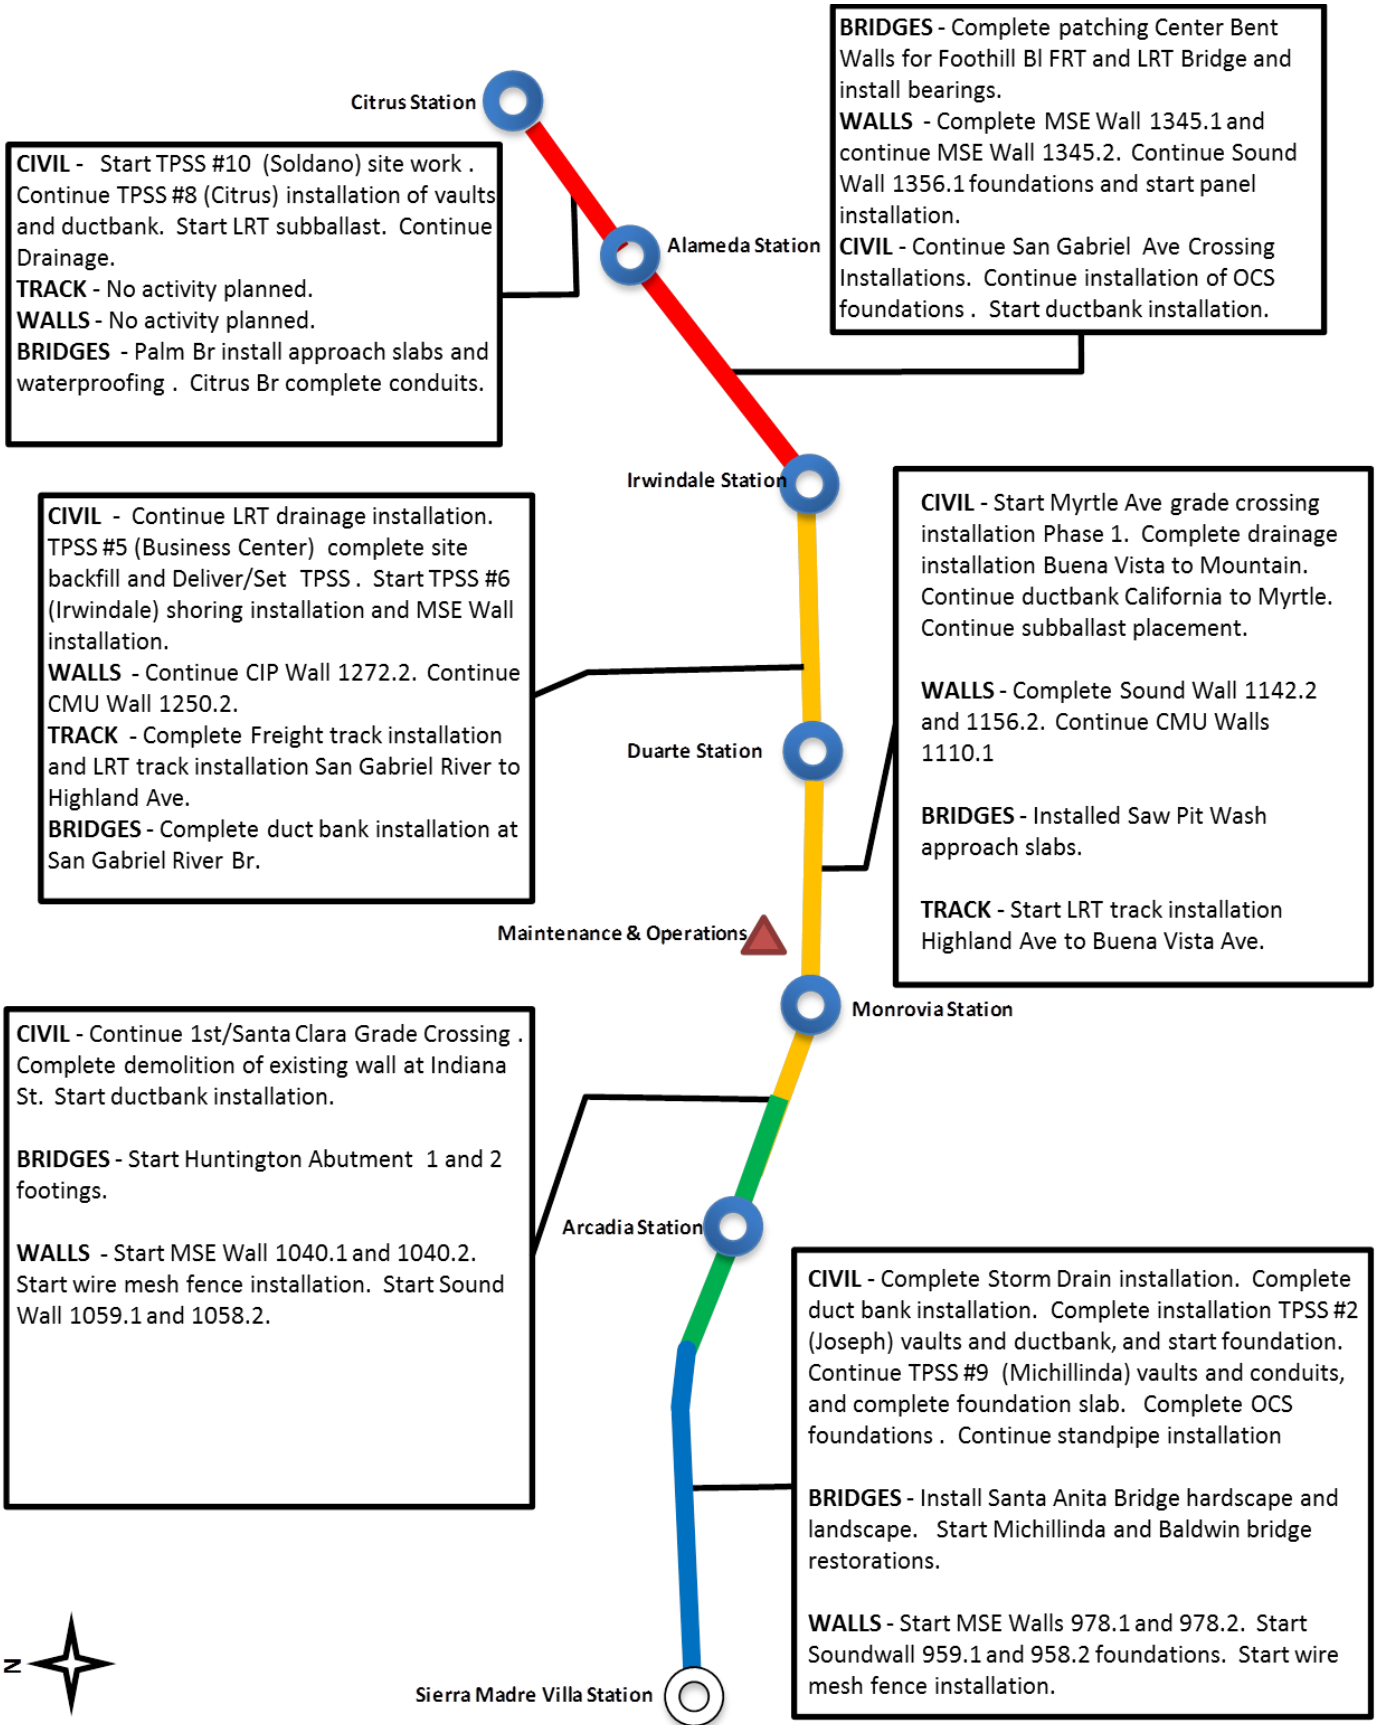 BRIDGES - Complete patching Center Bent
Walls for Foothill Bl FRT and LRT Bridge and
install bearings.
WALLS - Complete MSE Wall 1345.1 and
continue MSE Wall 1345.2. Continue Sound
Wall 1356.1 foundations and start panel
installation.
CIVIL - Continue San Gabriel Ave Crossing
Installations. Continue installation of OCS
foundations . Start ductbank installation.
Citrus Station
CIVIL - Start TPSS #10 (Soldano) site work .
Continue TPSS #8 (Citrus) installation of vaults
and ductbank. Start LRT subballast. Continue
Drainage.
TRACK - No activity planned.
WALLS - No activity planned.
BRIDGES - Palm Br install approach slabs and
waterproofing . Citrus Br complete conduits.
Alameda Station
Irwindale Station
CIVIL - Continue LRT drainage installation.
TPSS #5 (Business Center) complete site
backfill and Deliver/Set TPSS . Start TPSS #6
(Irwindale) shoring installation and MSE Wall
installation.
WALLS - Continue CIP Wall 1272.2. Continue
CMU Wall 1250.2.
TRACK - Complete Freight track installation
and LRT track installation San Gabriel River to
Highland Ave.
BRIDGES - Complete duct bank installation at
San Gabriel River Br.
CIVIL - Start Myrtle Ave grade crossing
installation Phase 1. Complete drainage
installation Buena Vista to Mountain.
Continue ductbank California to Myrtle.
Continue subballast placement.
WALLS - Complete Sound Wall 1142.2
and 1156.2. Continue CMU Walls
1110.1
BRIDGES - Installed Saw Pit Wash
approach slabs.
TRACK - Start LRT track installation
Highland Ave to Buena Vista Ave.
Duarte Station
Maintenance & Operations
Monrovia Station
CIVIL - Continue 1st/Santa Clara Grade Crossing .
Complete demolition of existing wall at Indiana
St. Start ductbank installation.
BRIDGES - Start Huntington Abutment 1 and 2
footings.
WALLS - Start MSE Wall 1040.1 and 1040.2.
Start wire mesh fence installation. Start Sound
Wall 1059.1 and 1058.2.
Arcadia Station
CIVIL - Complete Storm Drain installation. Complete
duct bank installation. Complete installation TPSS #2
(Joseph) vaults and ductbank, and start foundation.
Continue TPSS #9 (Michillinda) vaults and conduits,
and complete foundation slab. Complete OCS
foundations . Continue standpipe installation
BRIDGES - Install Santa Anita Bridge hardscape and
landscape. Start Michillinda and Baldwin bridge
restorations.
WALLS - Start MSE Walls 978.1 and 978.2. Start
Soundwall 959.1 and 958.2 foundations. Start wire
mesh fence installation.
N
Sierra Madre Villa Station